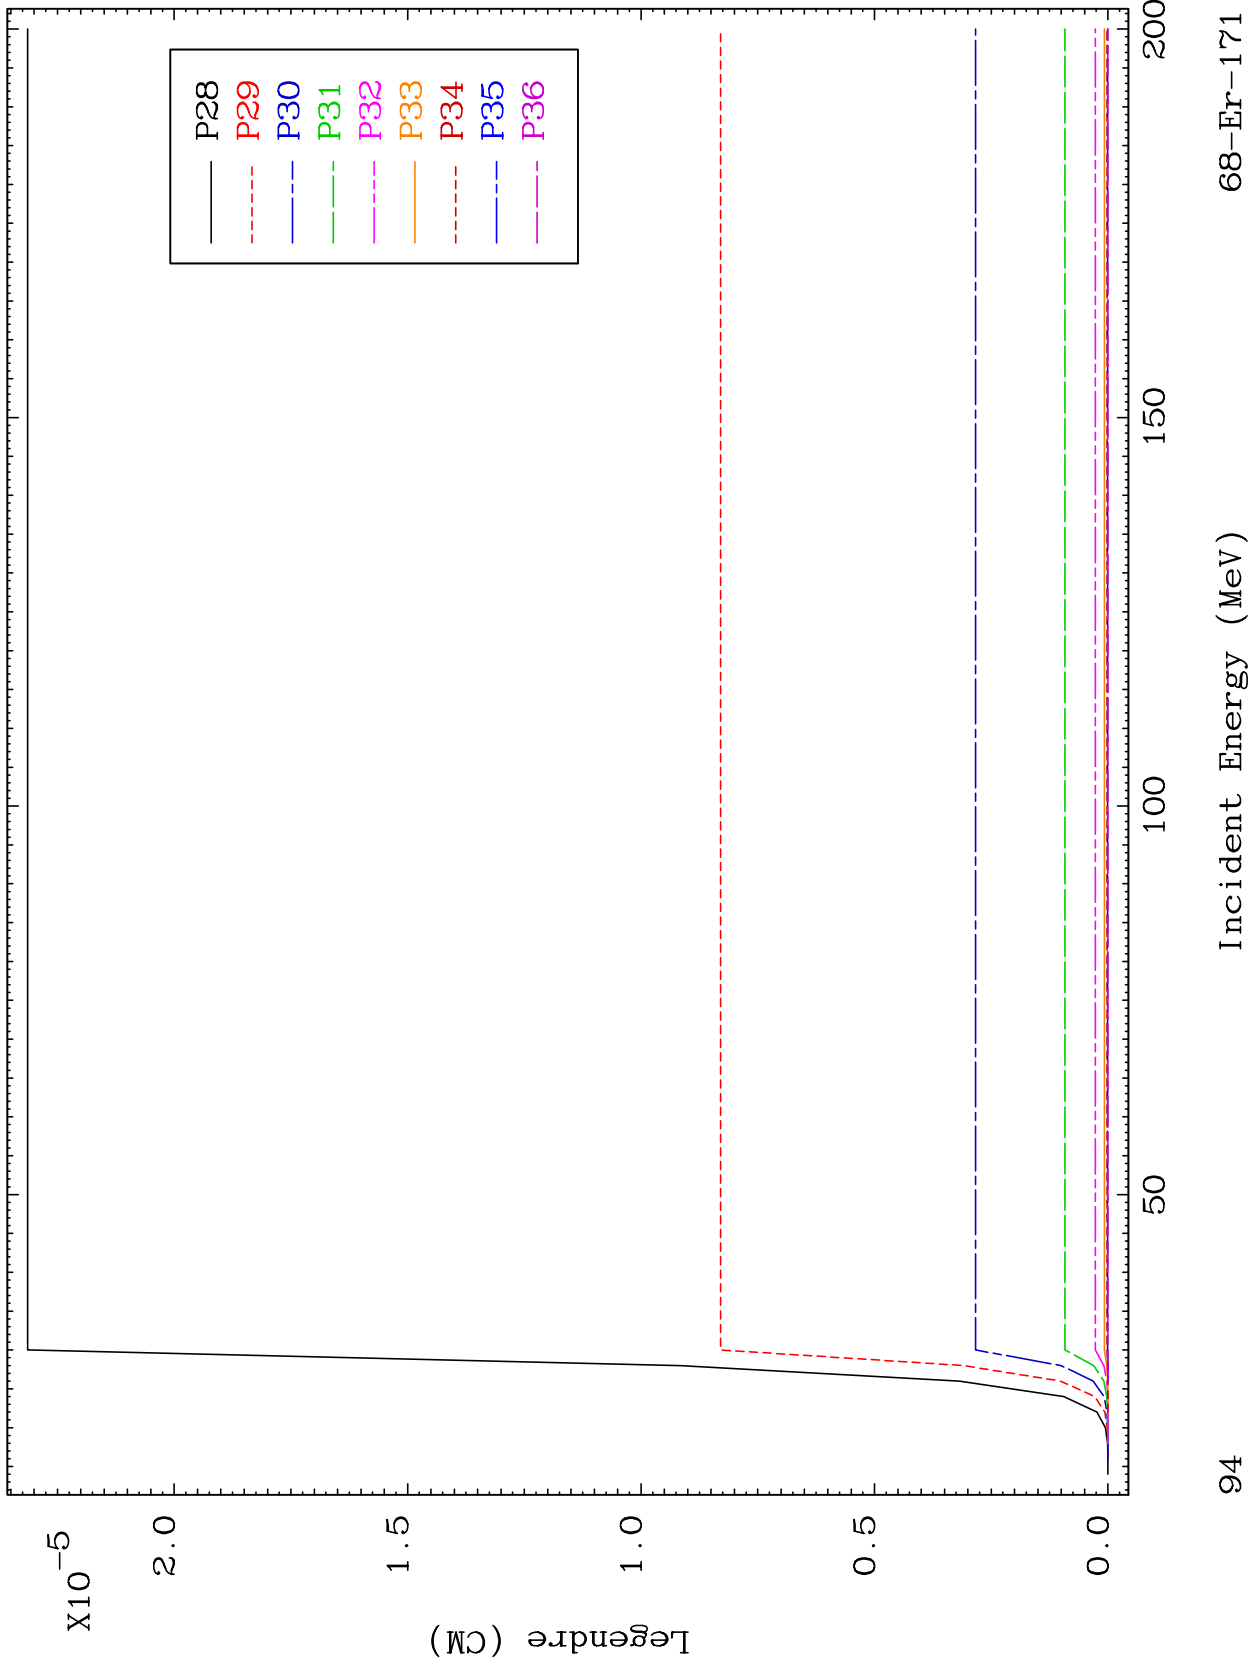 X10-5
2.0
1.5
1.0
0.5
0.0
Legendre (CM)
P28
P29
P30
P31
P32
P33
P34
P35
P36
50
100
150
200
Incident Energy (MeV)
94
68-Er-171